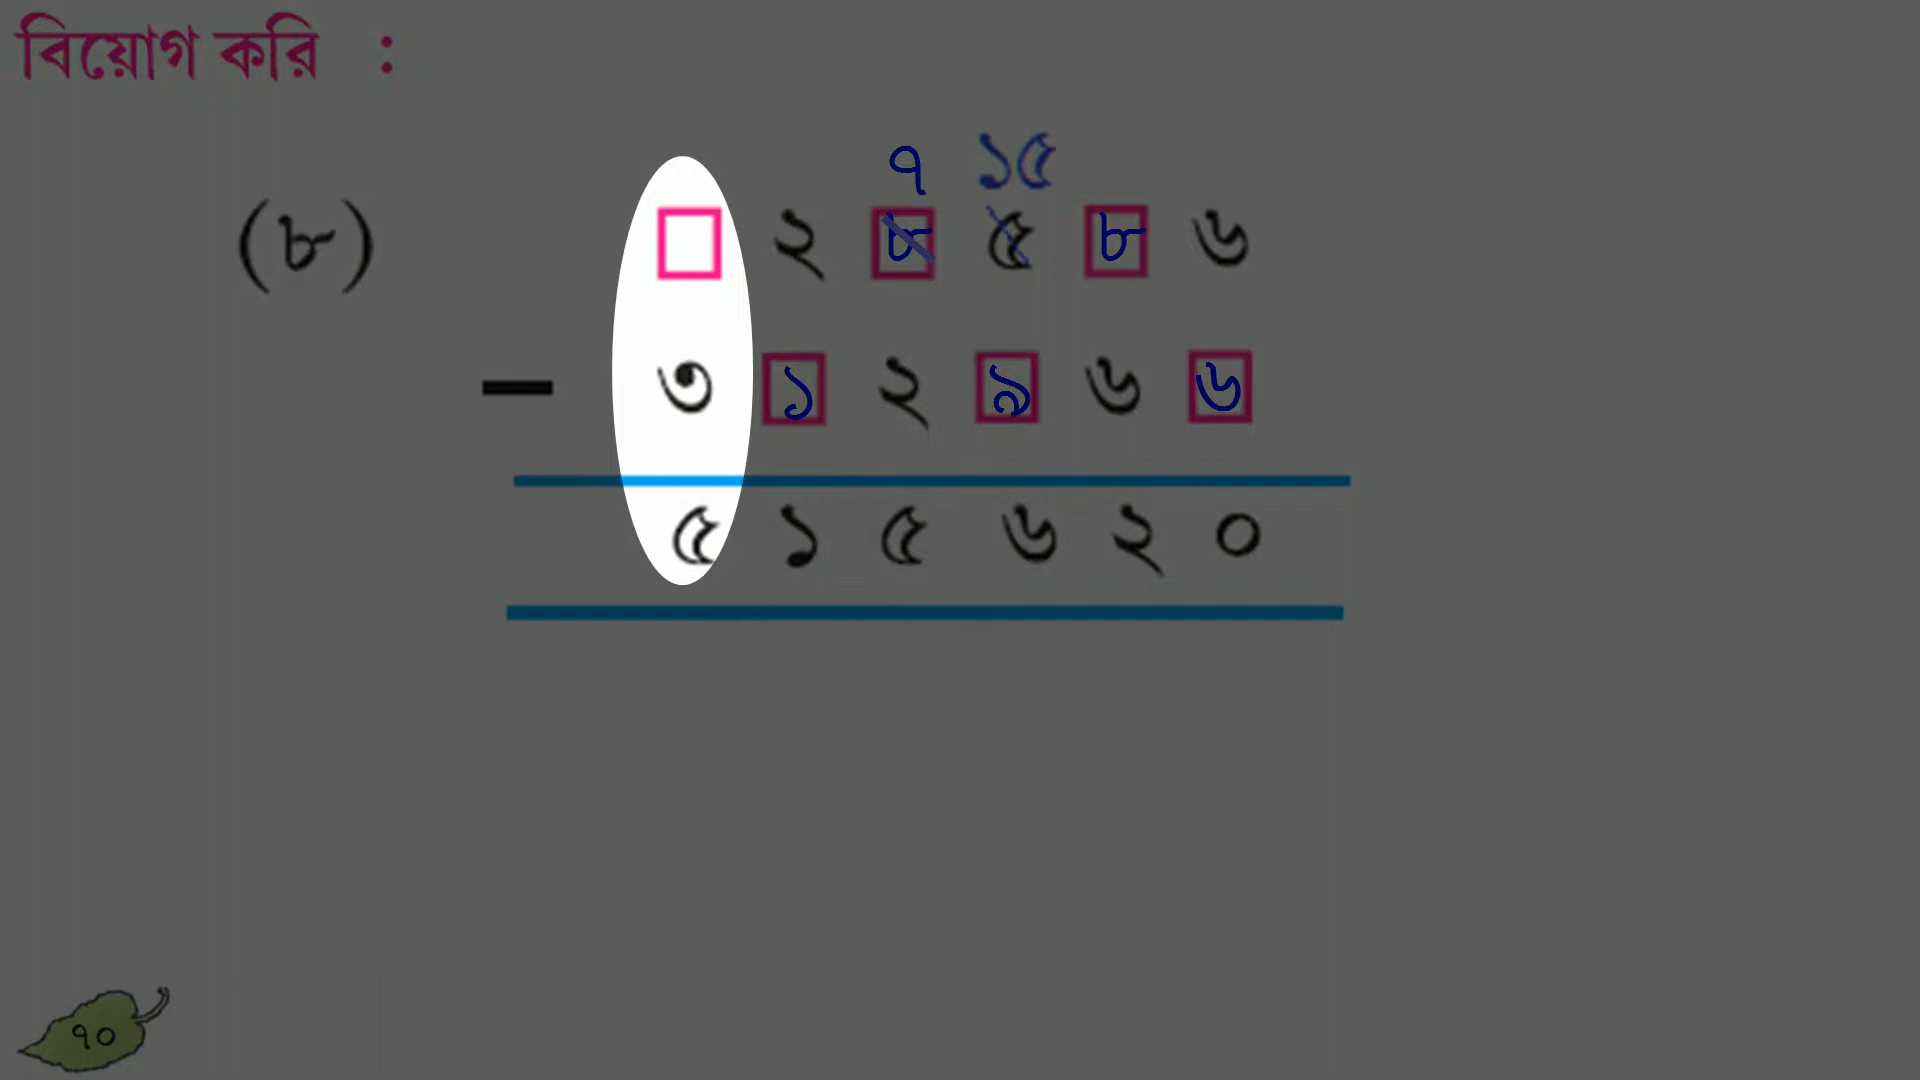 বিয়োগ করি :
৭ ১৫
(৮) □ ২ ৮ ৫ ৮ ৬
− ৩ ১ ২ ৯ ৬ ৬
৫ ১ ৫ ৬ ২ ০
৭০